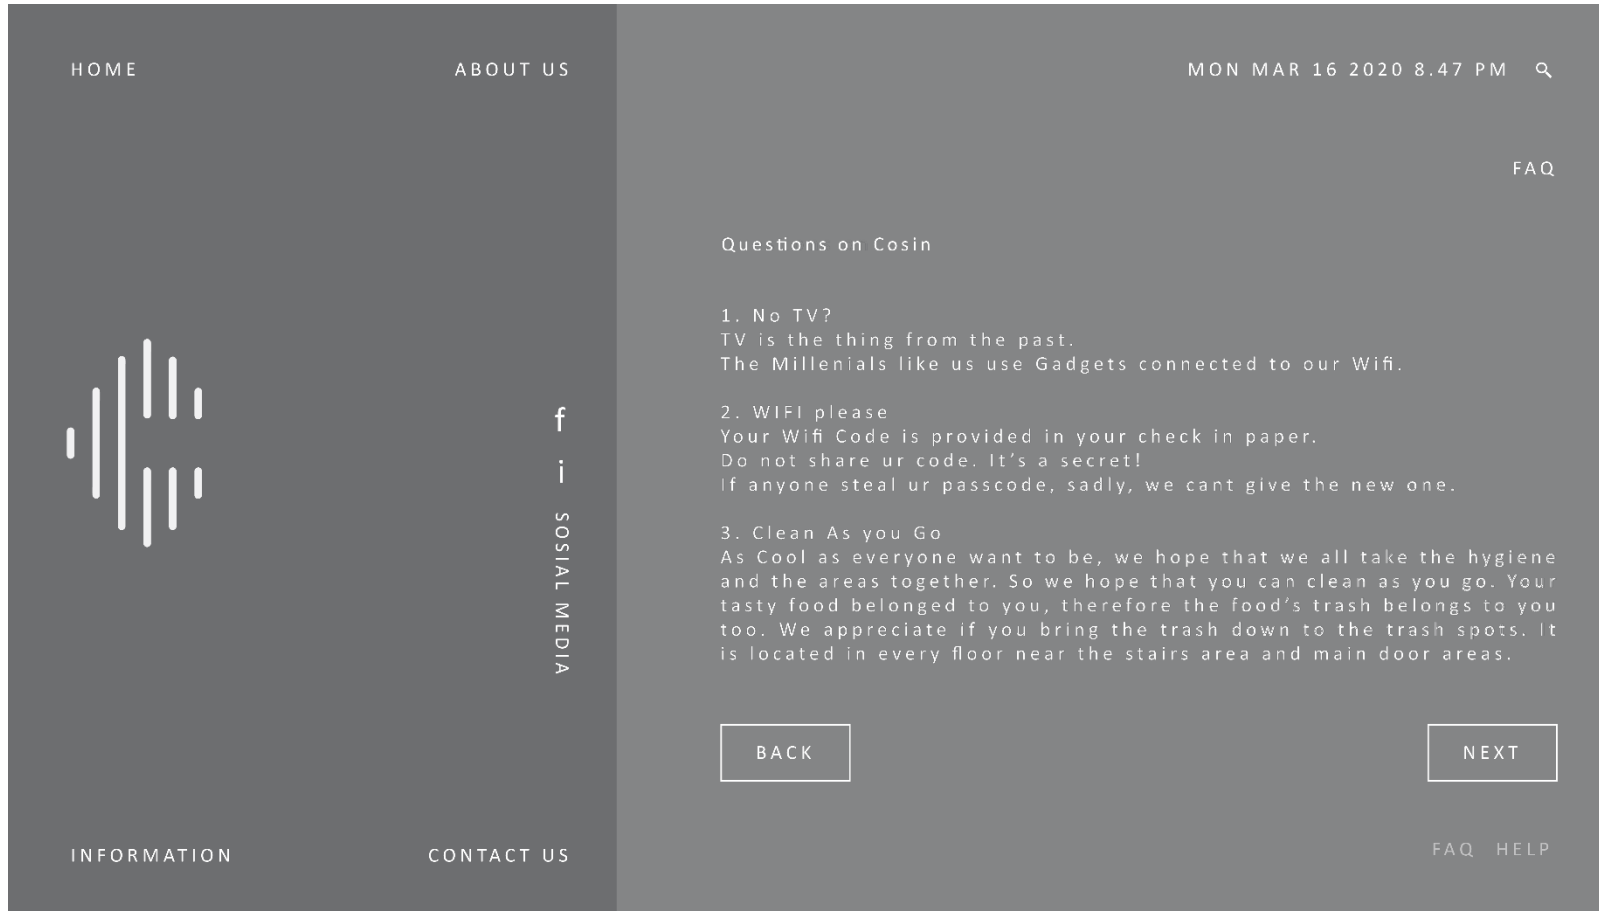 HOME
ABOUT US
MON MAR 16 2020 8.47 PM
FAQ
Questions on Cosin
1. No TV?
TV is the thing from the past.
The Millenials like us use Gadgets connected to our Wifi.
2. WIFI please
Your Wifi Code is provided in your check in paper.
Do not share ur code. It's a secret!
If anyone steal ur passcode, sadly, we cant give the new one.
3. Clean As you Go
As Cool as everyone want to be, we hope that we all take the hygiene
and the areas together. So we hope that you can clean as you go. Your
tasty food belonged to you, therefore the food's trash belongs to you
too. We appreciate if you bring the trash down to the trash spots. It
is located in every floor near the stairs area and main door areas.
f
i
SOSIAL MEDIA
BACK
NEXT
INFORMATION
CONTACT US
FAQ HELP